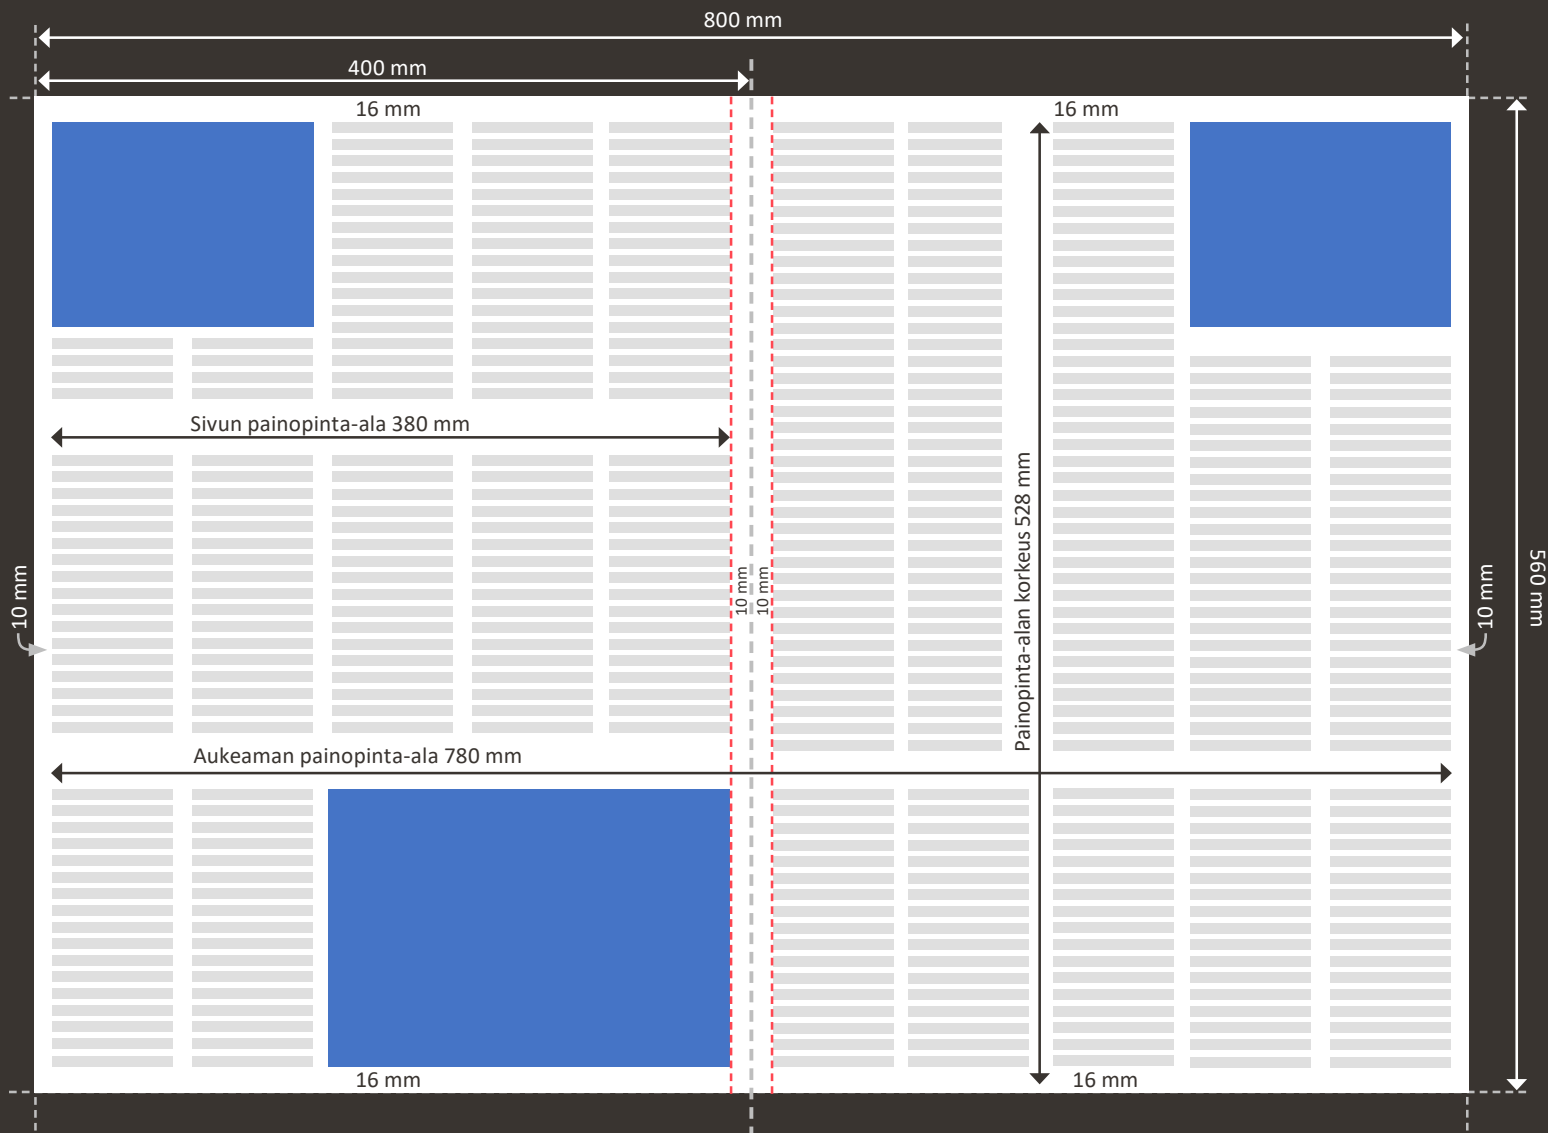 800 mm
400 mm
16 mm
16 mm
Sivun painopinta-ala 380 mm
Painopinta-alan korkeus 528 mm
10 mm
10 mm
10 mm
10 mm
560 mm
Aukeaman painopinta-ala 780 mm
16 mm
16 mm